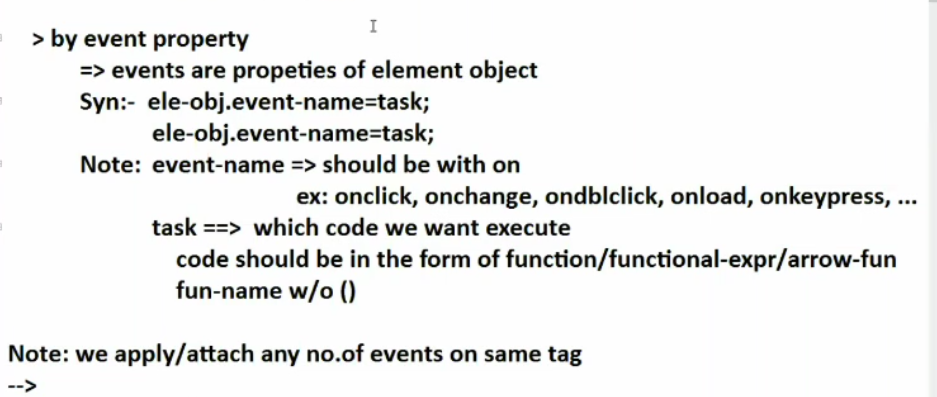 > by event property
=> events are propeties of element object
Syn:- ele-obj.event-name=task;
ele-obj.event-name=task;
Note: event-name => should be with on
ex: onclick, onchange, ondblclick, onload, onkeypress, ...
task ==> which code we want execute
code should be in the form of function/functional-expr/arrow-fun
fun-name w/o ()
Note: we apply/attach any no.of events on same tag
-->